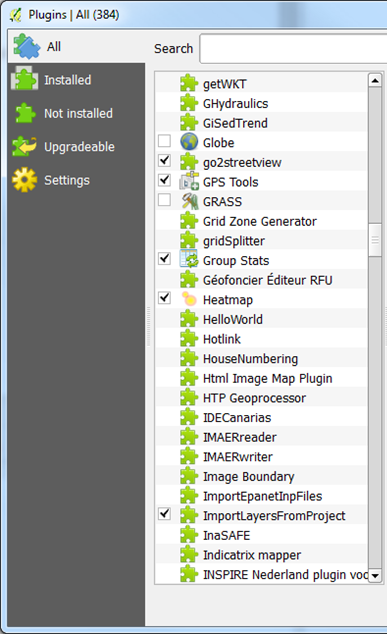 Plugins | All (384)
All
Installed
Not installed
Upgradeable
Settings
Search
getWKT
GHydraulics
GiSedTrend
Globe
go2streetview
GPS Tools
GRASS
Grid Zone Generator
gridSplitter
Group Stats
Géofoncier Éditeur RFU
Heatmap
HelloWorld
Hotlink
HouseNumbering
Html Image Map Plugin
HTP Geoprocessor
IDECanarias
IMAERreader
IMAERwriter
Image Boundary
ImportEpanetInpFiles
ImportLayersFromProject
InaSAFE
Indicatrix mapper
INSPIRE Nederland plugin voo